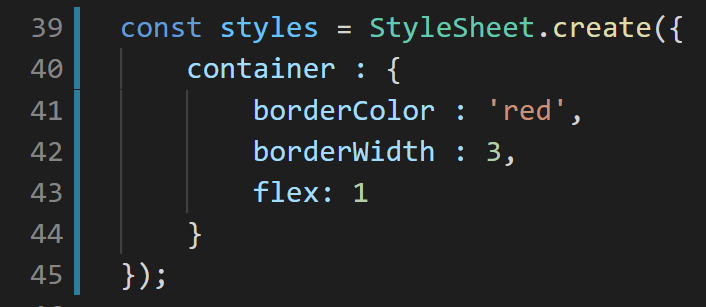 39 const styles = StyleSheet.create({
40 container : {
41 borderColor : 'red',
42 borderWidth : 3,
43 flex: 1
44 }
45 });